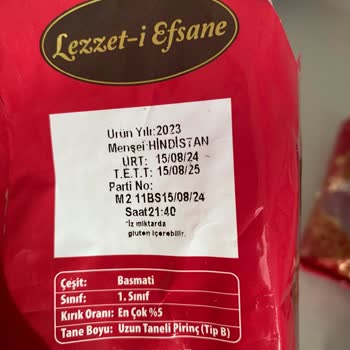 Lezzet-i Efsane
Ürün Yılı:2023
Menşei:HİNDİSTAN
ÜRT: 15/08/24
T.E.T.T: 15/08/25
Parti No:
M2 11BS15/08/24
Saat21:40
*İz miktarda
gluten içerebilir.
Çeşit: Basmati
Sınıf: 1. Sınıf
Kırık Oranı: En Çok %5
Tane Boyu: Uzun Taneli Pirinç (Tip B)